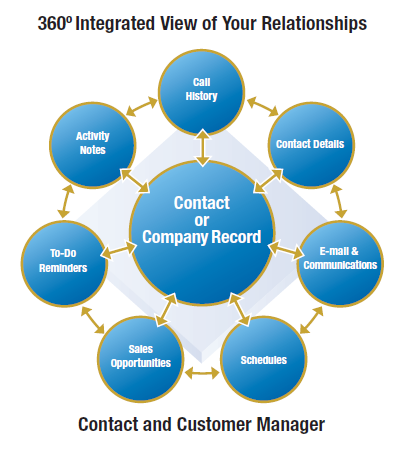 360º Integrated View of Your Relationships
Call
History
Activity
Notes
Contact Details
Contact
or
Company Record
To-Do
Reminders
E-mail &
Communications
Sales
Opportunities
Schedules
Contact and Customer Manager